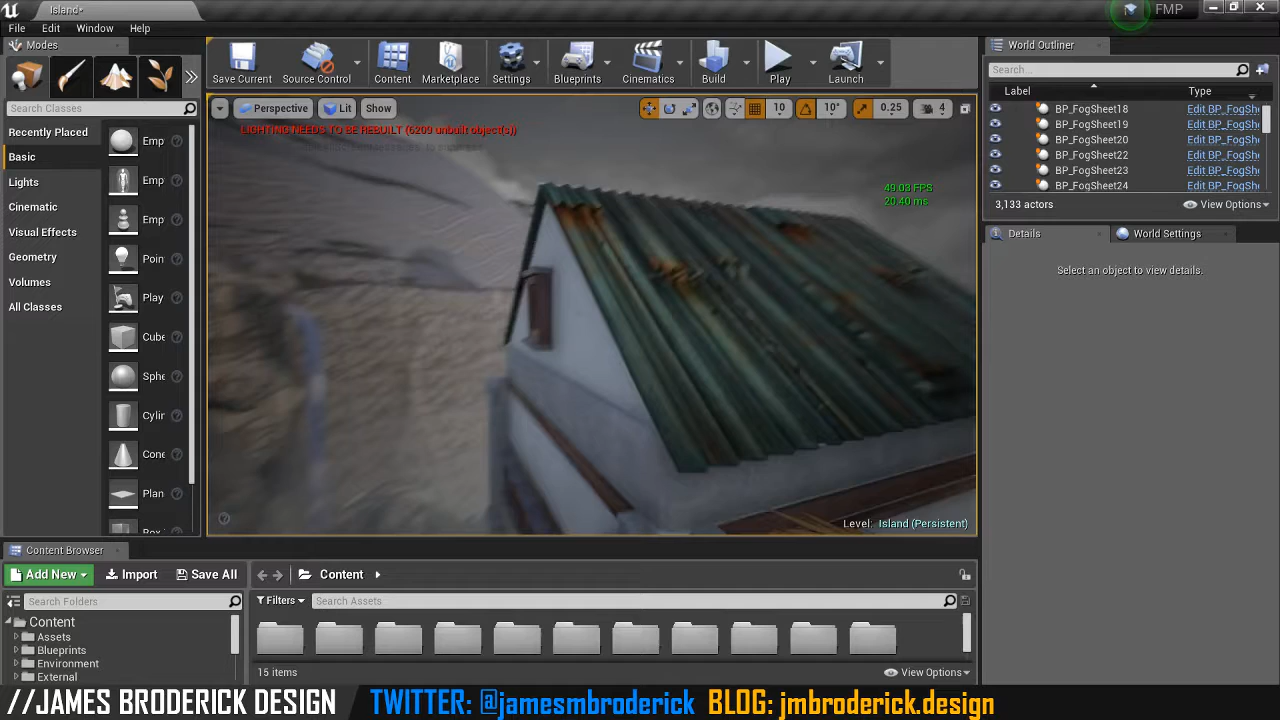 Island*
FMP
File Edit Window Help
Modes
Search Classes
Recently Placed
Basic
Lights
Cinematic
Visual Effects
Geometry
Volumes
All Classes
Emp
Emp
Emp
Poin
Play
Cube
Sphe
Cylir
Cone
Plan
Box
Save Current
Source Control
Content
Marketplace
Settings
Blueprints
Cinematics
Build
Play
Launch
Perspective
Lit
Show
10
10°
0.25
4
LIGHTING NEEDS TO BE REBUILT (6200 unbuilt object(s))
49.03 FPS
20.40 ms
Level: Island (Persistent)
World Outliner
Search...
Label Type
BP_FogSheet18 Edit BP_FogShe
BP_FogSheet19 Edit BP_FogShe
BP_FogSheet20 Edit BP_FogShe
BP_FogSheet22 Edit BP_FogShe
BP_FogSheet23 Edit BP_FogShe
BP_FogSheet24 Edit BP_FogShe
3,133 actors
View Options
Details
World Settings
Select an object to view details.
Content Browser
Add New Import Save All Content
Search Folders
Filters Search Assets
Content
Assets
Blueprints
Environment
External
15 items
View Options
//JAMES BRODERICK DESIGN TWITTER: @jamesmbroderick BLOG: jmbroderick.design